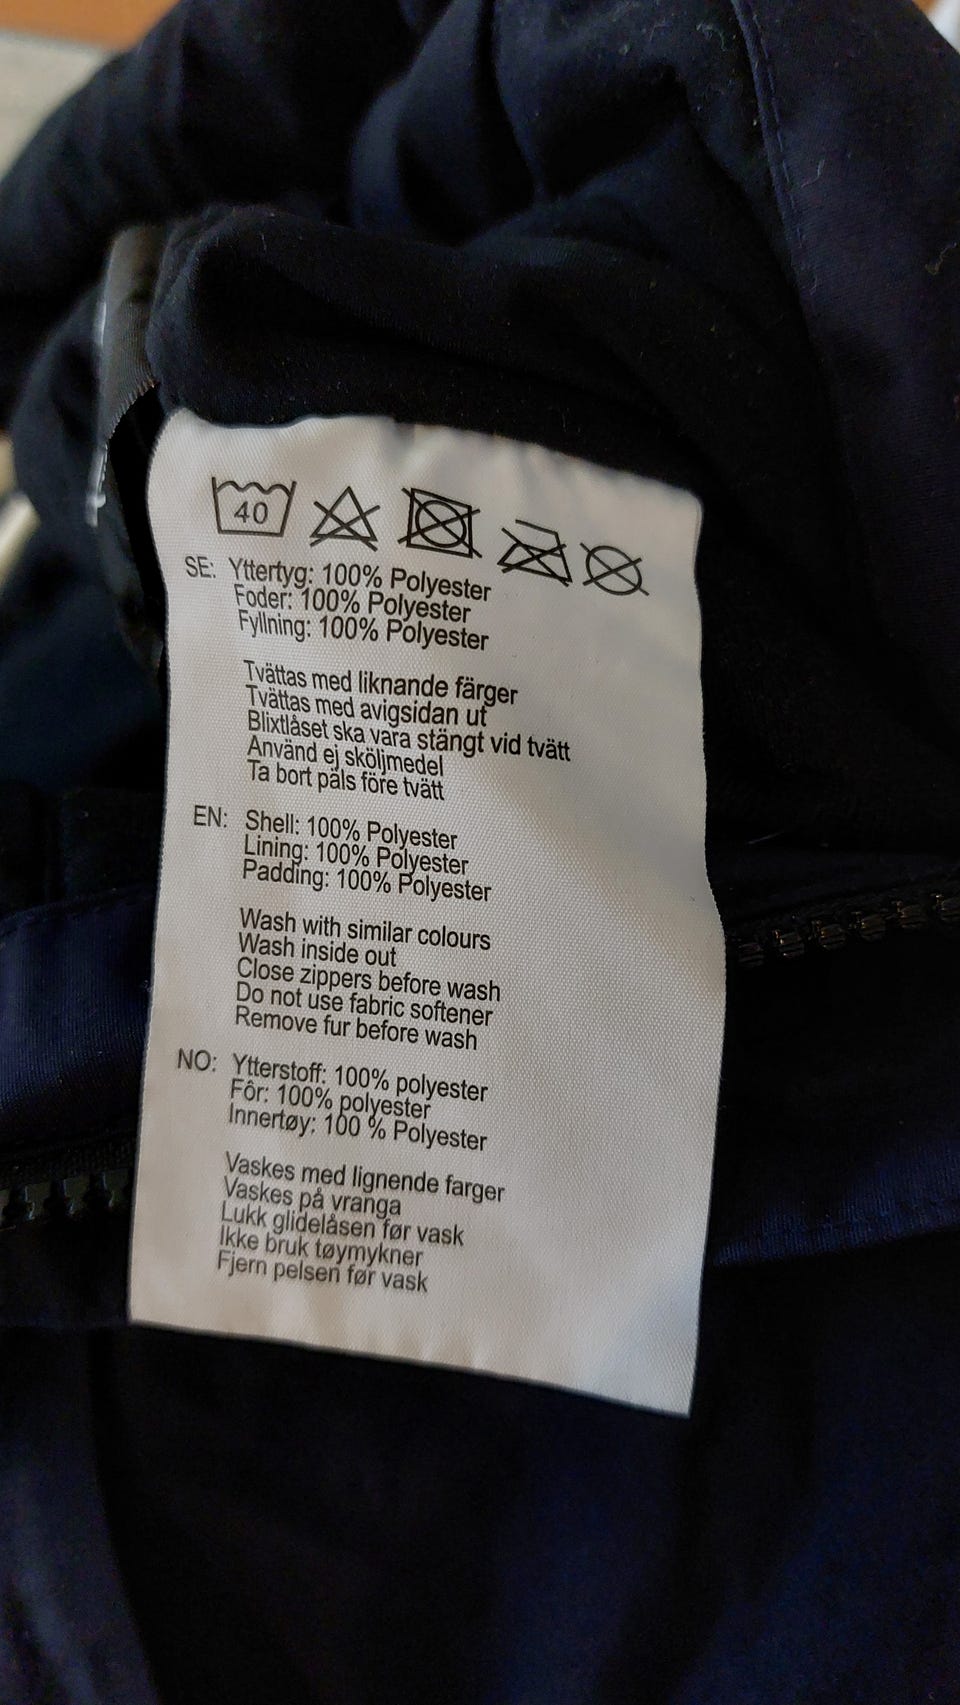 40
SE: Yttertyg: 100% Polyester
Foder: 100% Polyester
Fyllning: 100% Polyester
Tvättas med liknande färger
Tvättas med avigsidan ut
Blixtlåset ska vara stängt vid tvätt
Använd ej sköljmedel
Ta bort päls före tvätt
EN: Shell: 100% Polyester
Lining: 100% Polyester
Padding: 100% Polyester
Wash with similar colours
Wash inside out
Close zippers before wash
Do not use fabric softener
Remove fur before wash
NO: Ytterstoff: 100% polyester
Fôr: 100% polyester
Innertøy: 100 % Polyester
Vaskes med lignende farger
Vaskes på vranga
Lukk glidelåsen før vask
Ikke bruk tøymykner
Fjern pelsen før vask